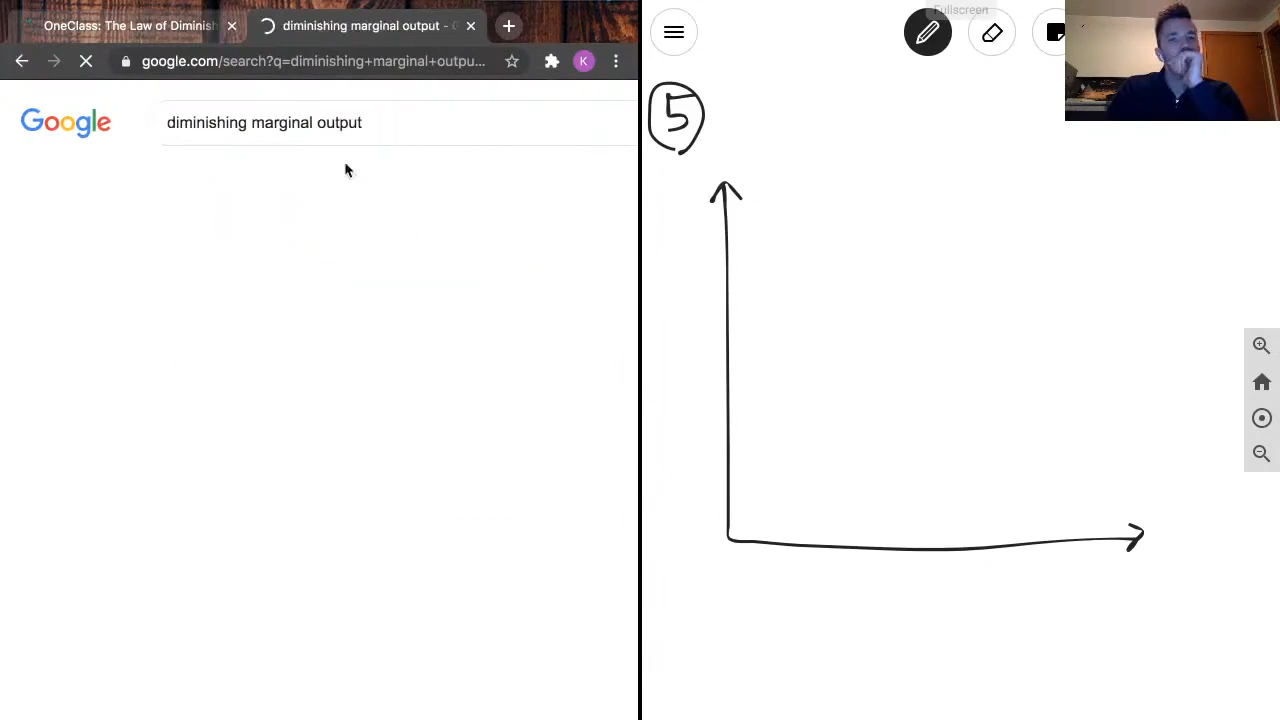 OneClass: The Law of Diminish
diminishing marginal output - G
google.com/search?q=diminishing+marginal+outpu...
K
Google
diminishing marginal output
Fullscreen
5